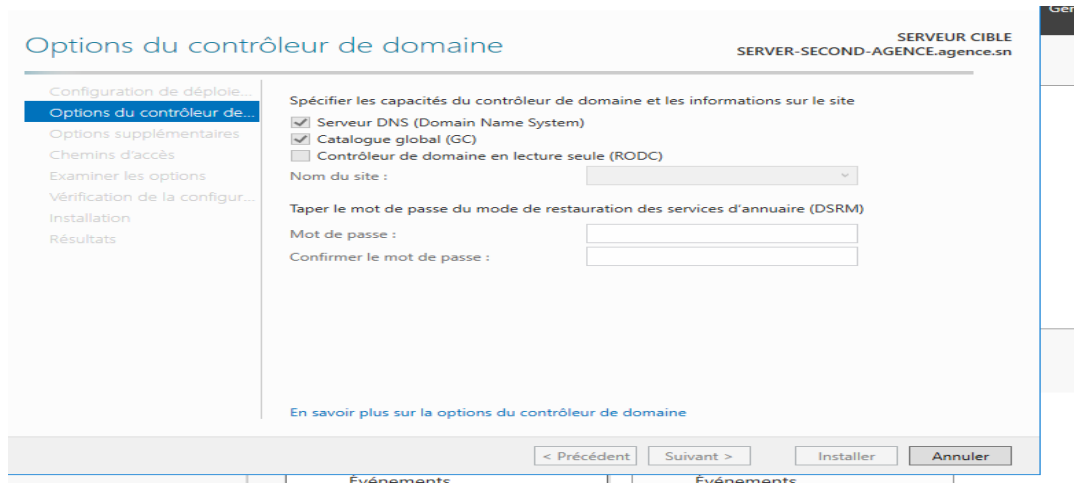 Options du contrôleur de domaine
SERVEUR CIBLE
SERVER-SECOND-AGENCE.agence.sn
Configuration de déploie...
Options du contrôleur de...
Options supplémentaires
Chemins d'accès
Examiner les options
Vérification de la configur...
Installation
Résultats
Spécifier les capacités du contrôleur de domaine et les informations sur le site
Serveur DNS (Domain Name System)
Catalogue global (GC)
Contrôleur de domaine en lecture seule (RODC)
Nom du site :
Taper le mot de passe du mode de restauration des services d'annuaire (DSRM)
Mot de passe :
Confirmer le mot de passe :
En savoir plus sur la options du contrôleur de domaine
< Précédent
Suivant >
Installer
Annuler
Événements
Événements